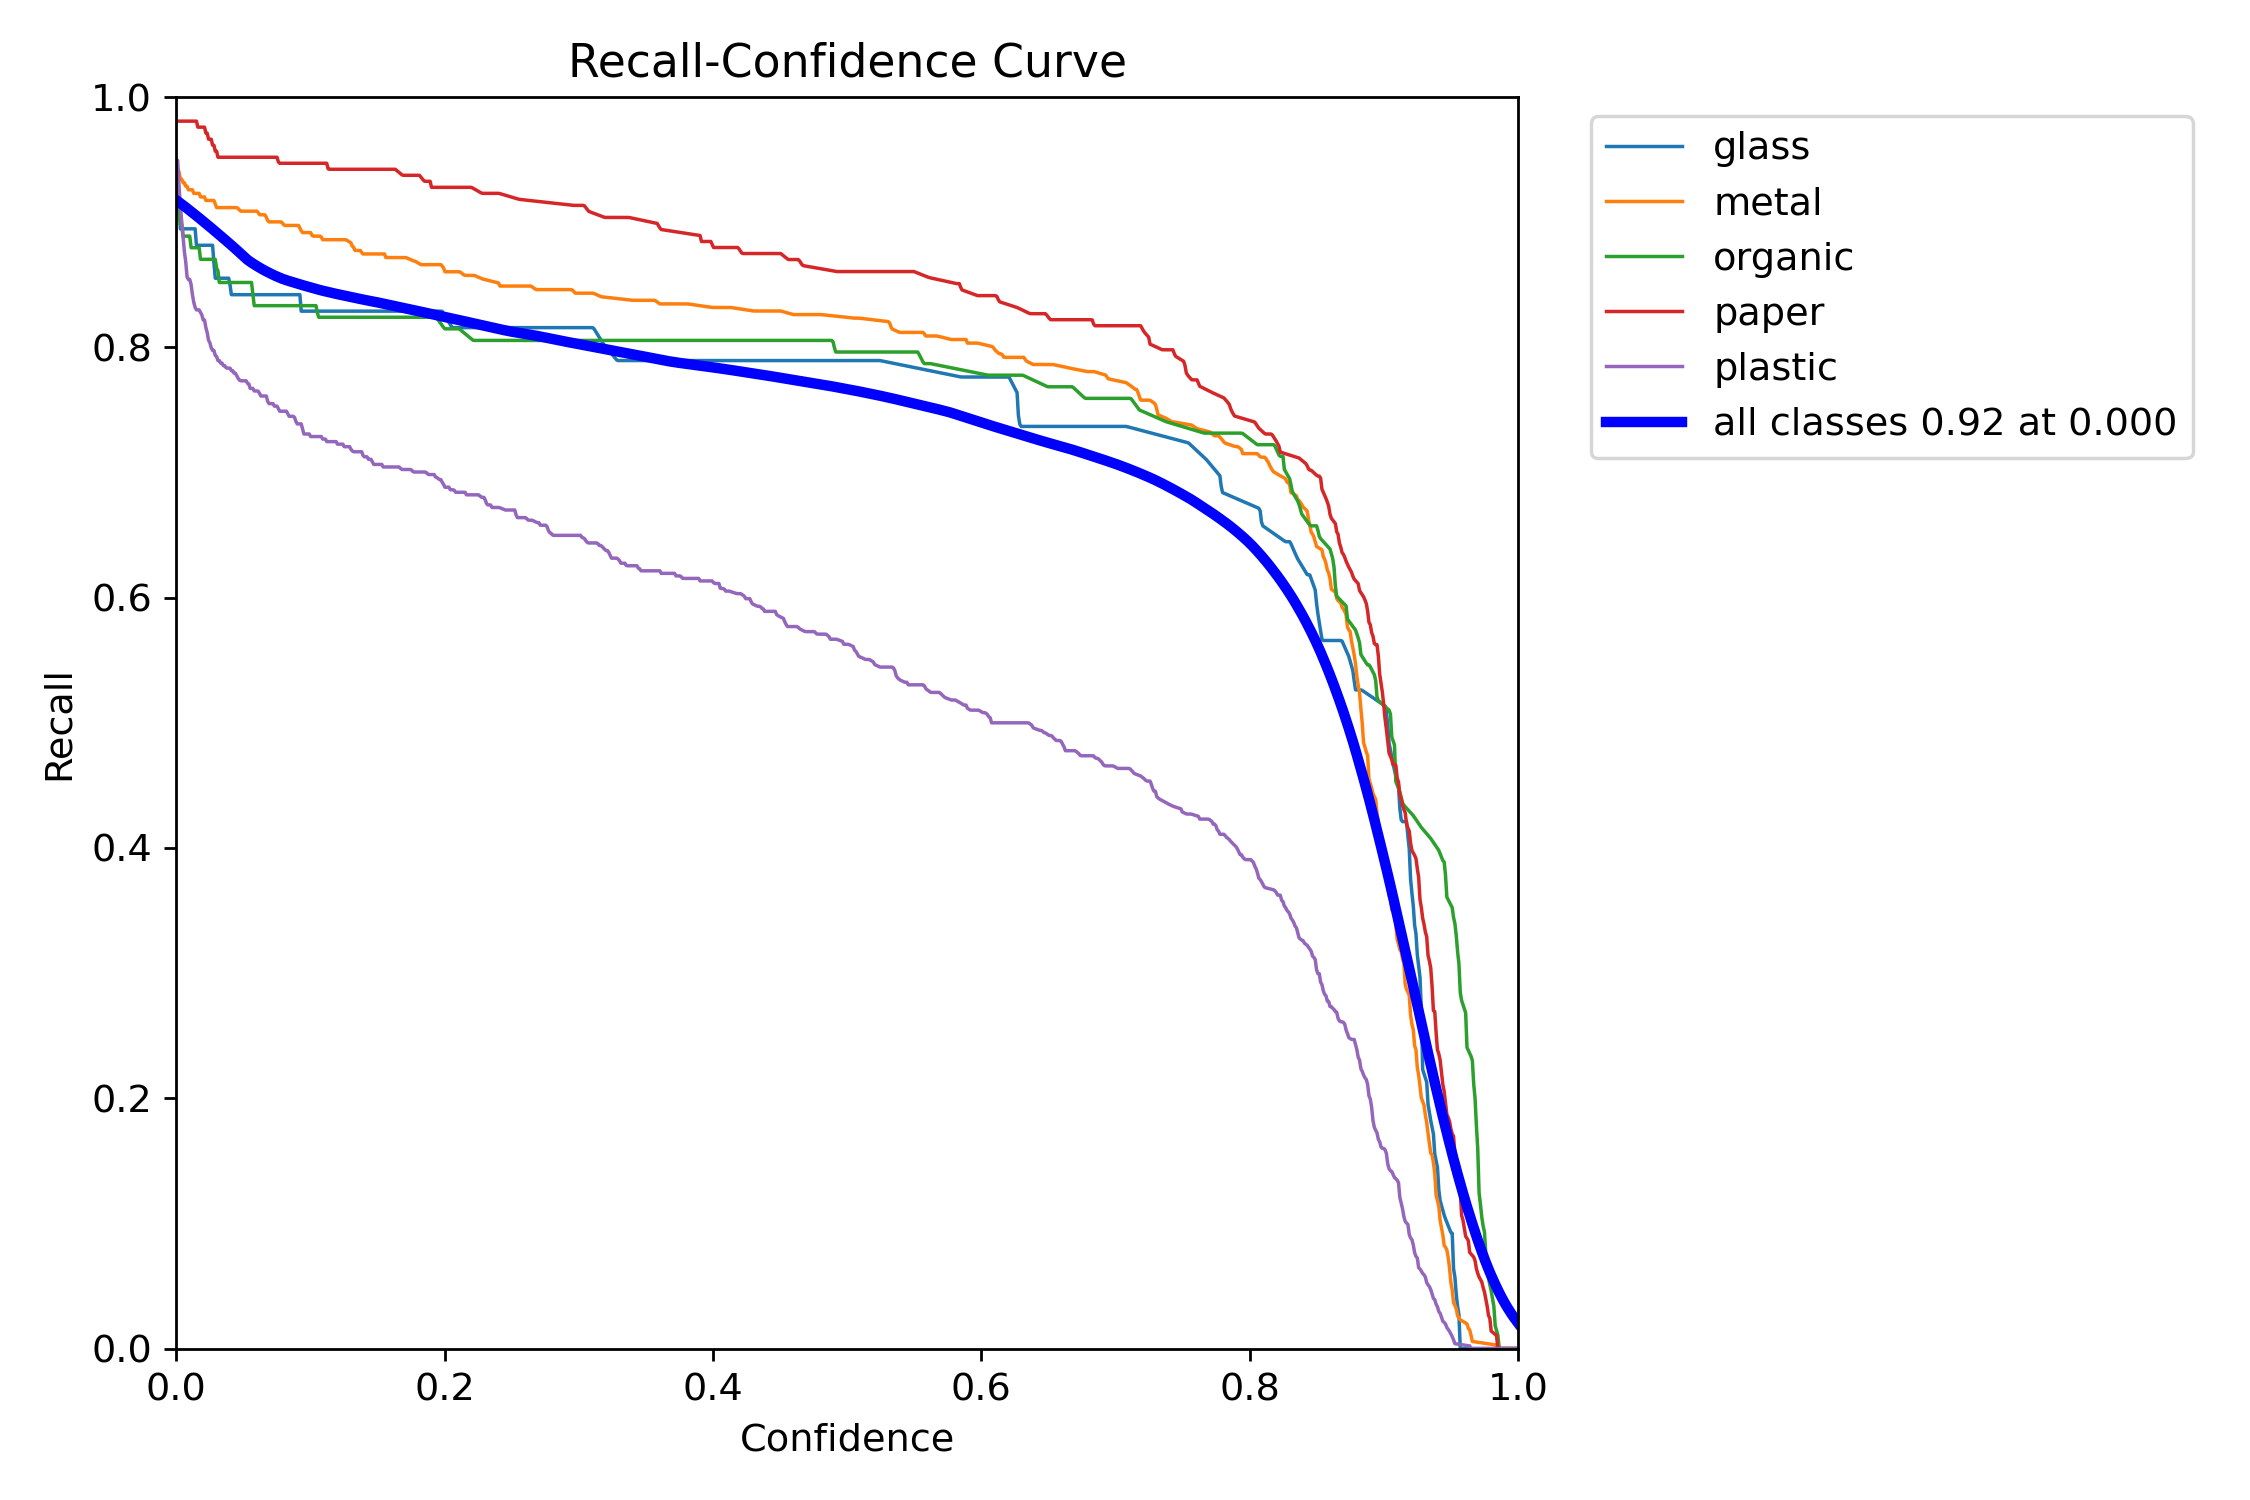 Recall-Confidence Curve
1.0
0.8
0.6
0.4
0.2
0.0
Recall
0.0 0.2 0.4 0.6 0.8 1.0
Confidence
glass
metal
organic
paper
plastic
all classes 0.92 at 0.000